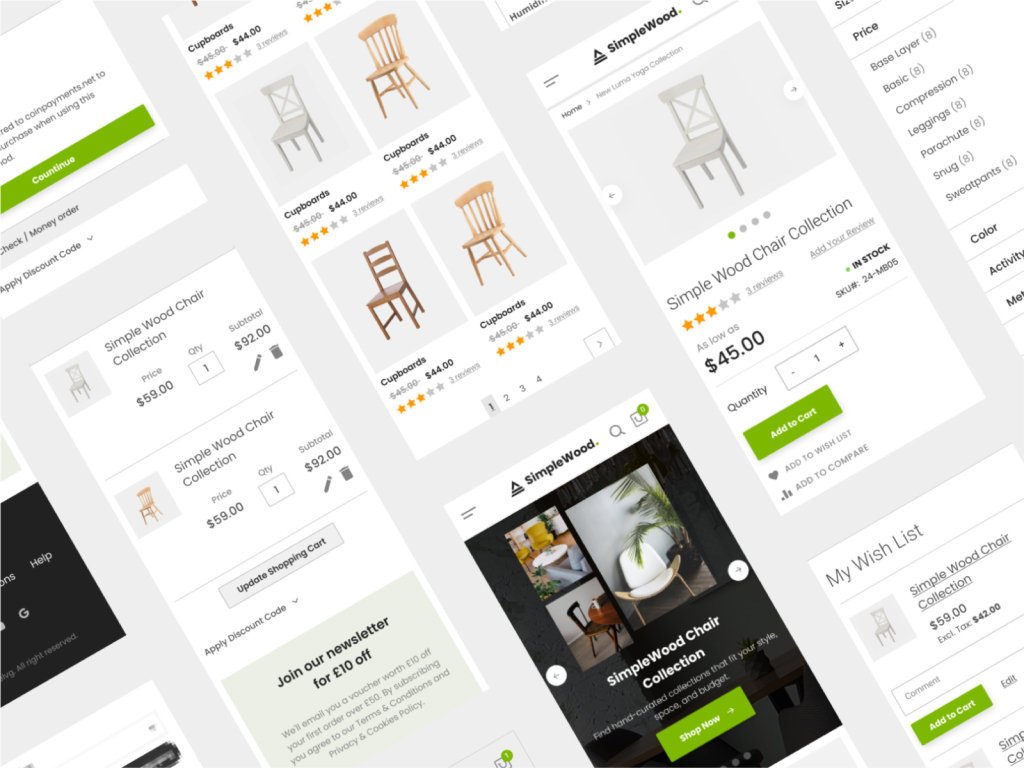 red to coinpayments.net to
urchase when using this
od.
Countinue
Check / Money order
Apply Discount Code
Simple Wood Chair
Collection
Price
$59.00
Qty
1
Subtotal
$92.00
Simple Wood Chair
Collection
Price
$59.00
Qty
1
Subtotal
$92.00
Update Shopping Cart
Apply Discount Code
Join our newsletter
for £10 off
We'll email you a voucher worth £10 off
your first order over £50. By subscribing
you agree to our Terms & Conditions and
Privacy & Cookies Policy.
Help
ons
All right reserved.
Cupboards
$45.00 $44.00
3 reviews
Cupboards
$45.00 $44.00
3 reviews
Cupboards
$45.00 $44.00
3 reviews
Cupboards
$45.00 $44.00
3 reviews
Cupboards
$45.00 $44.00
3 reviews
1 2 3 4
SimpleWood.
0
SimpleWood Chair
Collection
Find hand-curated collections that fit your style,
space, and budget.
Shop Now
1
SimpleWood.
Home > New Luma Yoga Collection
Simple Wood Chair Collection
3 reviews
Add Your Review
As low as
$45.00
IN STOCK
SKU#: 24-MB05
Quantity
- 1 +
Add to Cart
ADD TO WISH LIST
ADD TO COMPARE
Price
Base Layer (8)
Basic (8)
Compression (8)
Leggings (8)
Parachute (8)
Snug (8)
Sweatpants (8)
Color
Activity
My Wish List
Simple Wood Chair
Collection
$59.00
Excl. Tax: $42.00
Comment
Add to Cart
Edit